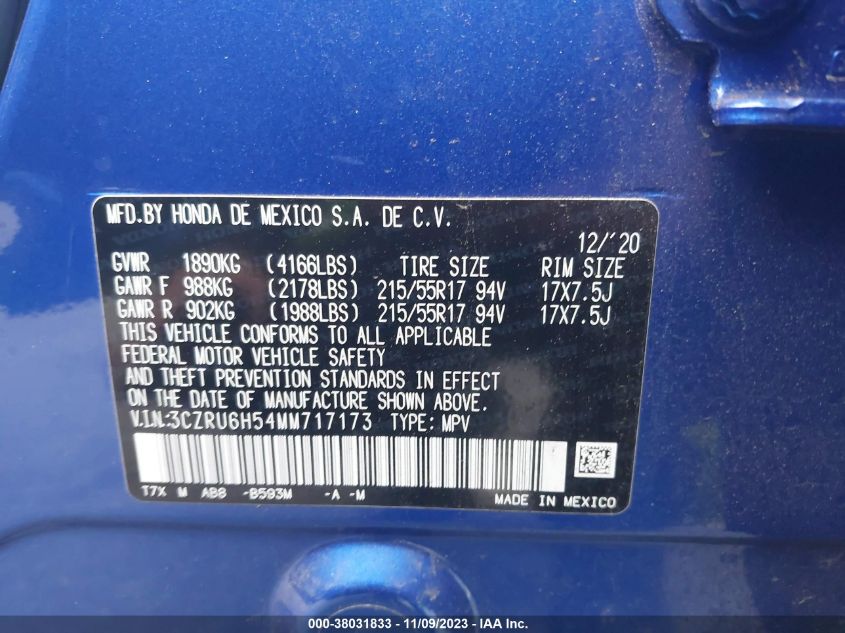 MFD.BY HONDA DE MEXICO S.A. DE C.V.
12/'20
GVWR 1890KG (4166LBS) TIRE SIZE RIM SIZE
GAWR F 988KG (2178LBS) 215/55R17 94V 17X7.5J
GAWR R 902KG (1988LBS) 215/55R17 94V 17X7.5J
THIS VEHICLE CONFORMS TO ALL APPLICABLE
FEDERAL MOTOR VEHICLE SAFETY
AND THEFT PREVENTION STANDARDS IN EFFECT
ON THE DATE OF MANUFACTURE SHOWN ABOVE.
V.I.N.:3CZRU6H54MM717173 TYPE: MPV
T7X M AB8 -B593M -A -M
MADE IN MEXICO
000-38031833 - 11/09/2023 - IAA Inc.